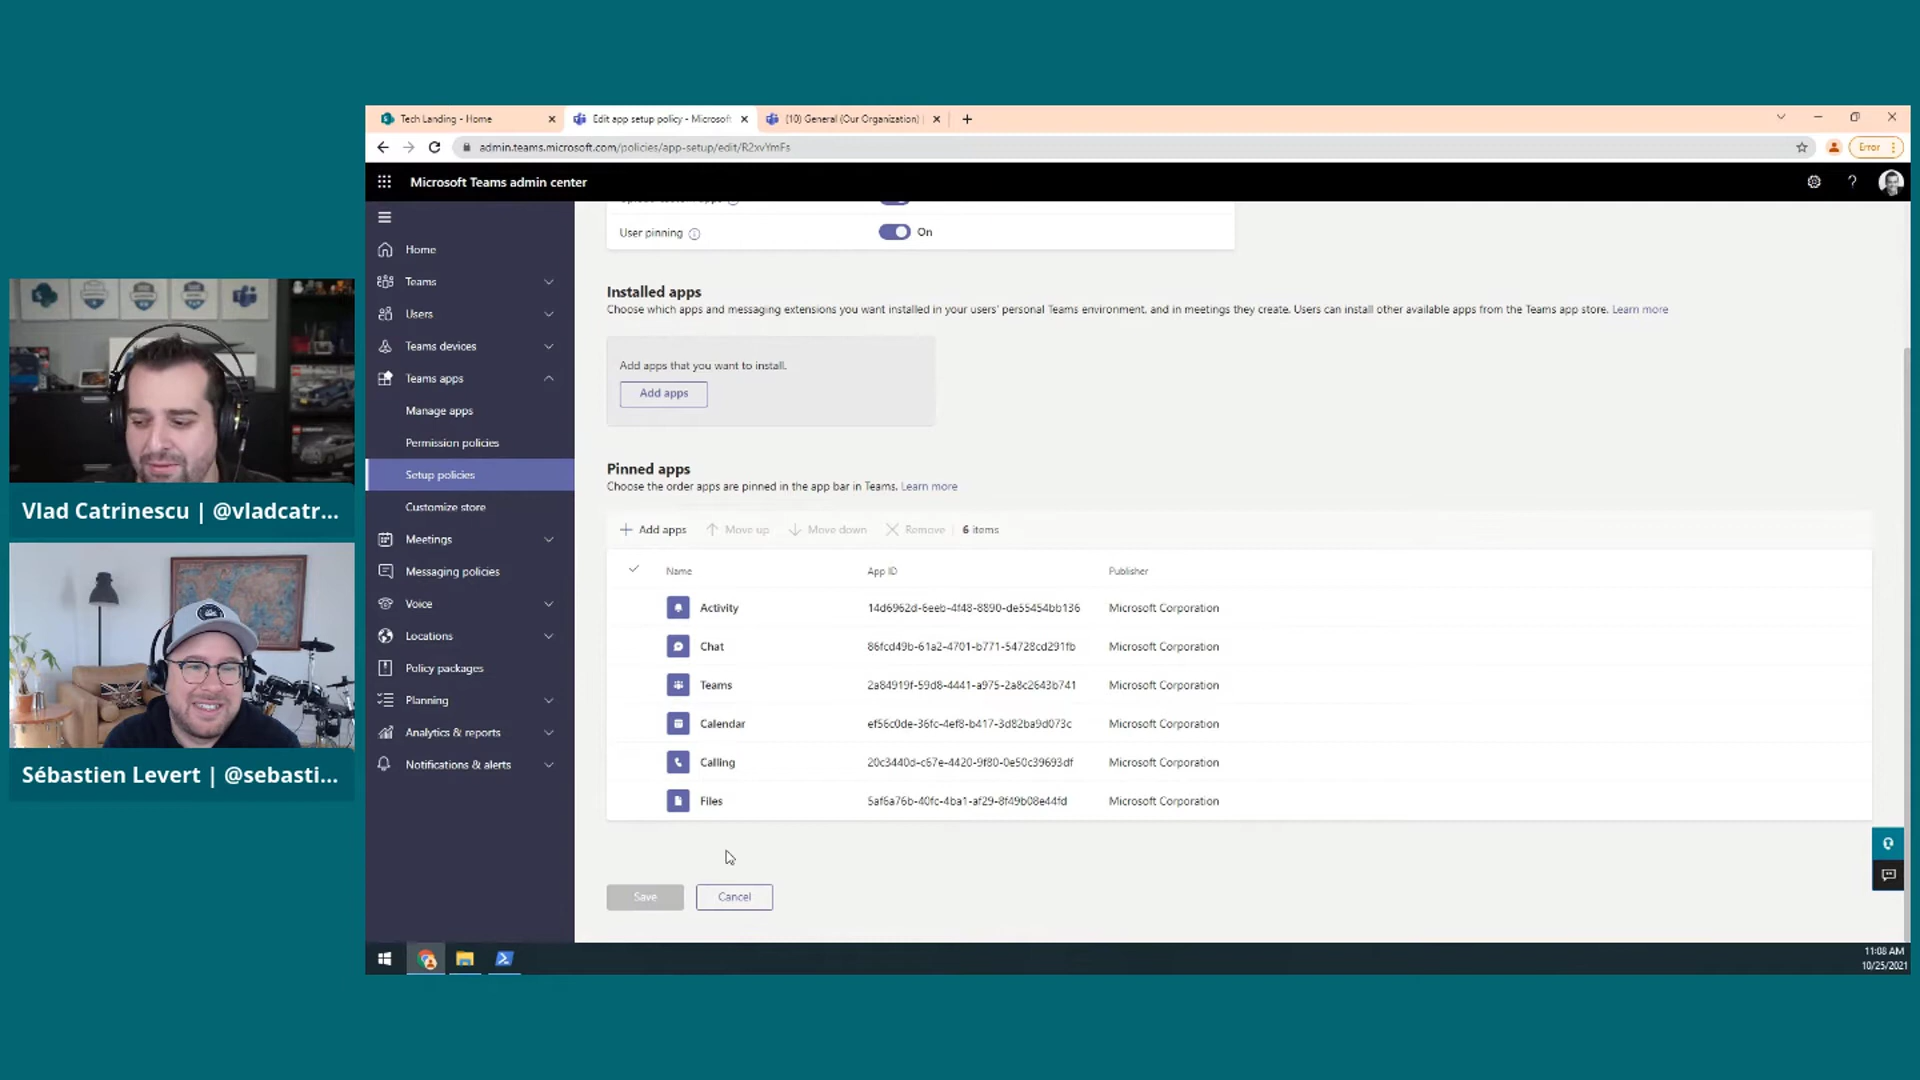 Tech Landing - Home
Edit app setup policy - Microsoft
(10) General (Our Organization) |
admin.teams.microsoft.com/policies/app-setup/edit/R2xvYmFs
Error
Microsoft Teams admin center
User pinning
On
Home
Teams
Users
Teams devices
Teams apps
Manage apps
Permission policies
Setup policies
Customize store
Meetings
Messaging policies
Voice
Locations
Policy packages
Planning
Analytics & reports
Notifications & alerts
Installed apps
Choose which apps and messaging extensions you want installed in your users' personal Teams environment, and in meetings they create. Users can install other available apps from the Teams app store. Learn more
Add apps that you want to install.
Add apps
Pinned apps
Choose the order apps are pinned in the app bar in Teams. Learn more
Add apps Move up Move down Remove | 6 items
Name App ID Publisher
Activity 14d6962d-6eeb-4f48-8890-de55454bb136 Microsoft Corporation
Chat 86fcd49b-61a2-4701-b771-54728cd291fb Microsoft Corporation
Teams 2a84919f-59d8-4441-a975-2a8c2643b741 Microsoft Corporation
Calendar ef56c0de-36fc-4ef8-b417-3d82ba9d073c Microsoft Corporation
Calling 20c3440d-c67e-4420-9f80-0e50c39693df Microsoft Corporation
Files 5af6a76b-40fc-4ba1-af29-8f49b08e44fd Microsoft Corporation
Save
Cancel
11:08 AM
10/25/2021
Vlad Catrinescu | @vladcatr...
Sébastien Levert | @sebasti...